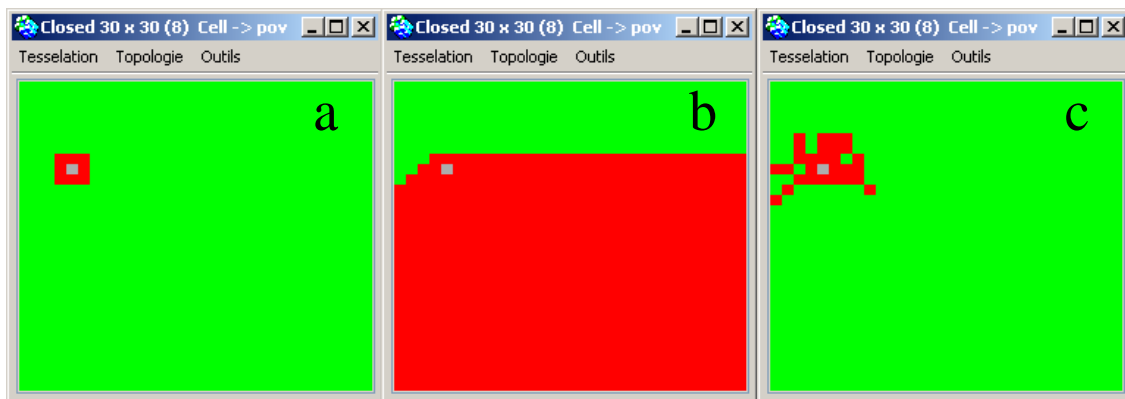 Closed 30 x 30 (8) Cell -> pov
Tesselation Topologie Outils
a
Closed 30 x 30 (8) Cell -> pov
Tesselation Topologie Outils
b
Closed 30 x 30 (8) Cell -> pov
Tesselation Topologie Outils
c